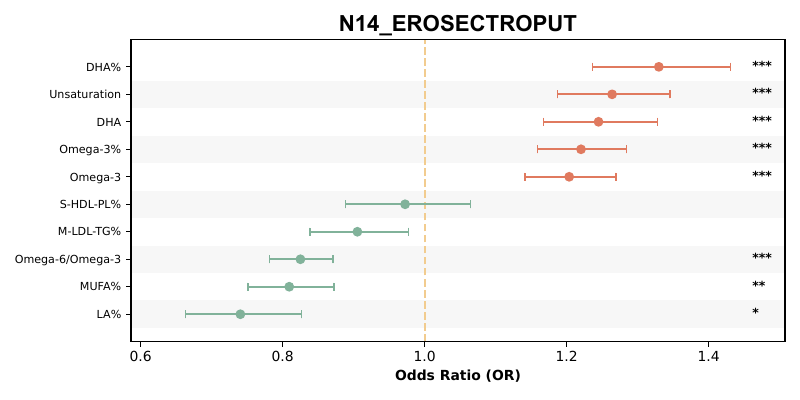 N14_EROSECTROPUT
DHA% ***
Unsaturation ***
DHA ***
Omega-3% ***
Omega-3 ***
S-HDL-PL%
M-LDL-TG%
Omega-6/Omega-3 ***
MUFA% **
LA% *
0.6 0.8 1.0 1.2 1.4
Odds Ratio (OR)